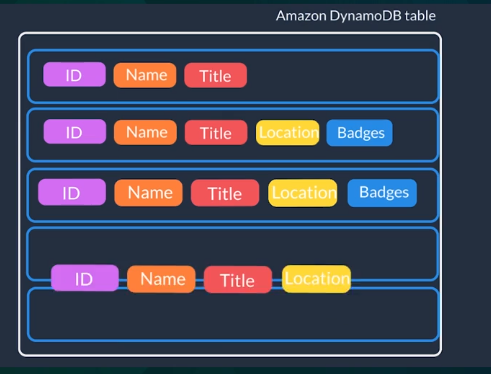 Amazon DynamoDB table
ID Name Title
ID Name Title Location Badges
ID Name Title Location Badges
ID Name Title Location